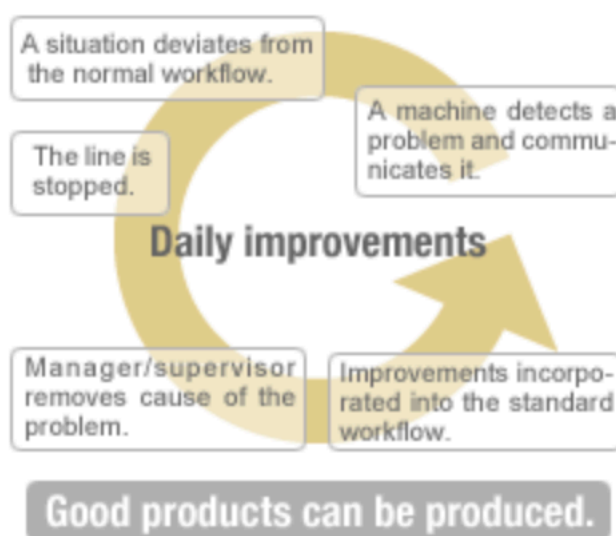 A situation deviates from
the normal workflow.
A machine detects a
problem and commu-
nicates it.
The line is
stopped.
Daily improvements
Manager/supervisor
removes cause of the
problem.
Improvements incorpo-
rated into the standard
workflow.
Good products can be produced.